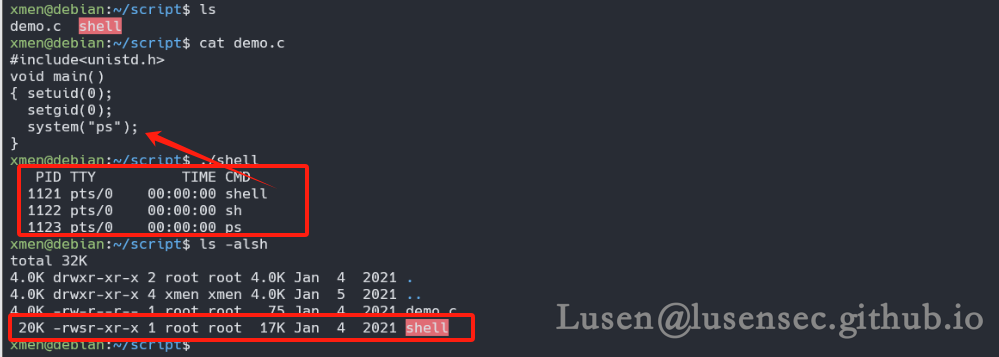 xmen@debian:~/script$ ls
demo.c  shell
xmen@debian:~/script$ cat demo.c
#include<unistd.h>
void main()
{ setuid(0);
  setgid(0);
  system("ps");
}
xmen@debian:~/script$ ./shell
   PID TTY          TIME CMD
  1121 pts/0    00:00:00 shell
  1122 pts/0    00:00:00 sh
  1123 pts/0    00:00:00 ps
xmen@debian:~/script$ ls -alsh
total 32K
4.0K drwxr-xr-x 2 root root 4.0K Jan  4  2021 .
4.0K drwxr-xr-x 4 xmen xmen 4.0K Jan  5  2021 ..
4.0K -rw-r--r-- 1 root root   75 Jan  4  2021 demo.c
 20K -rwsr-xr-x 1 root root  17K Jan  4  2021 shell
xmen@debian:~/script$
Lusen@lusensec.github.io